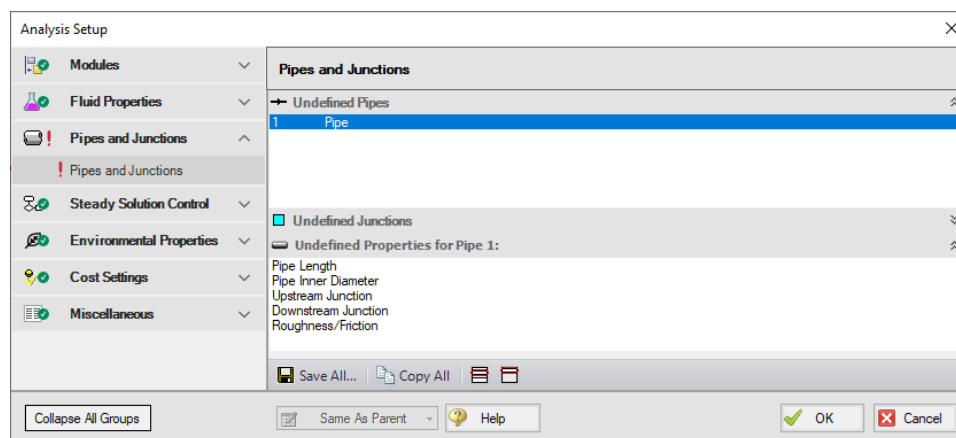 Analysis Setup
Modules
Fluid Properties
Pipes and Junctions
Pipes and Junctions
Steady Solution Control
Environmental Properties
Cost Settings
Miscellaneous
Pipes and Junctions
Undefined Pipes
1 Pipe
Undefined Junctions
Undefined Properties for Pipe 1:
Pipe Length
Pipe Inner Diameter
Upstream Junction
Downstream Junction
Roughness/Friction
Save All... Copy All
Collapse All Groups
Same As Parent
Help
OK
Cancel